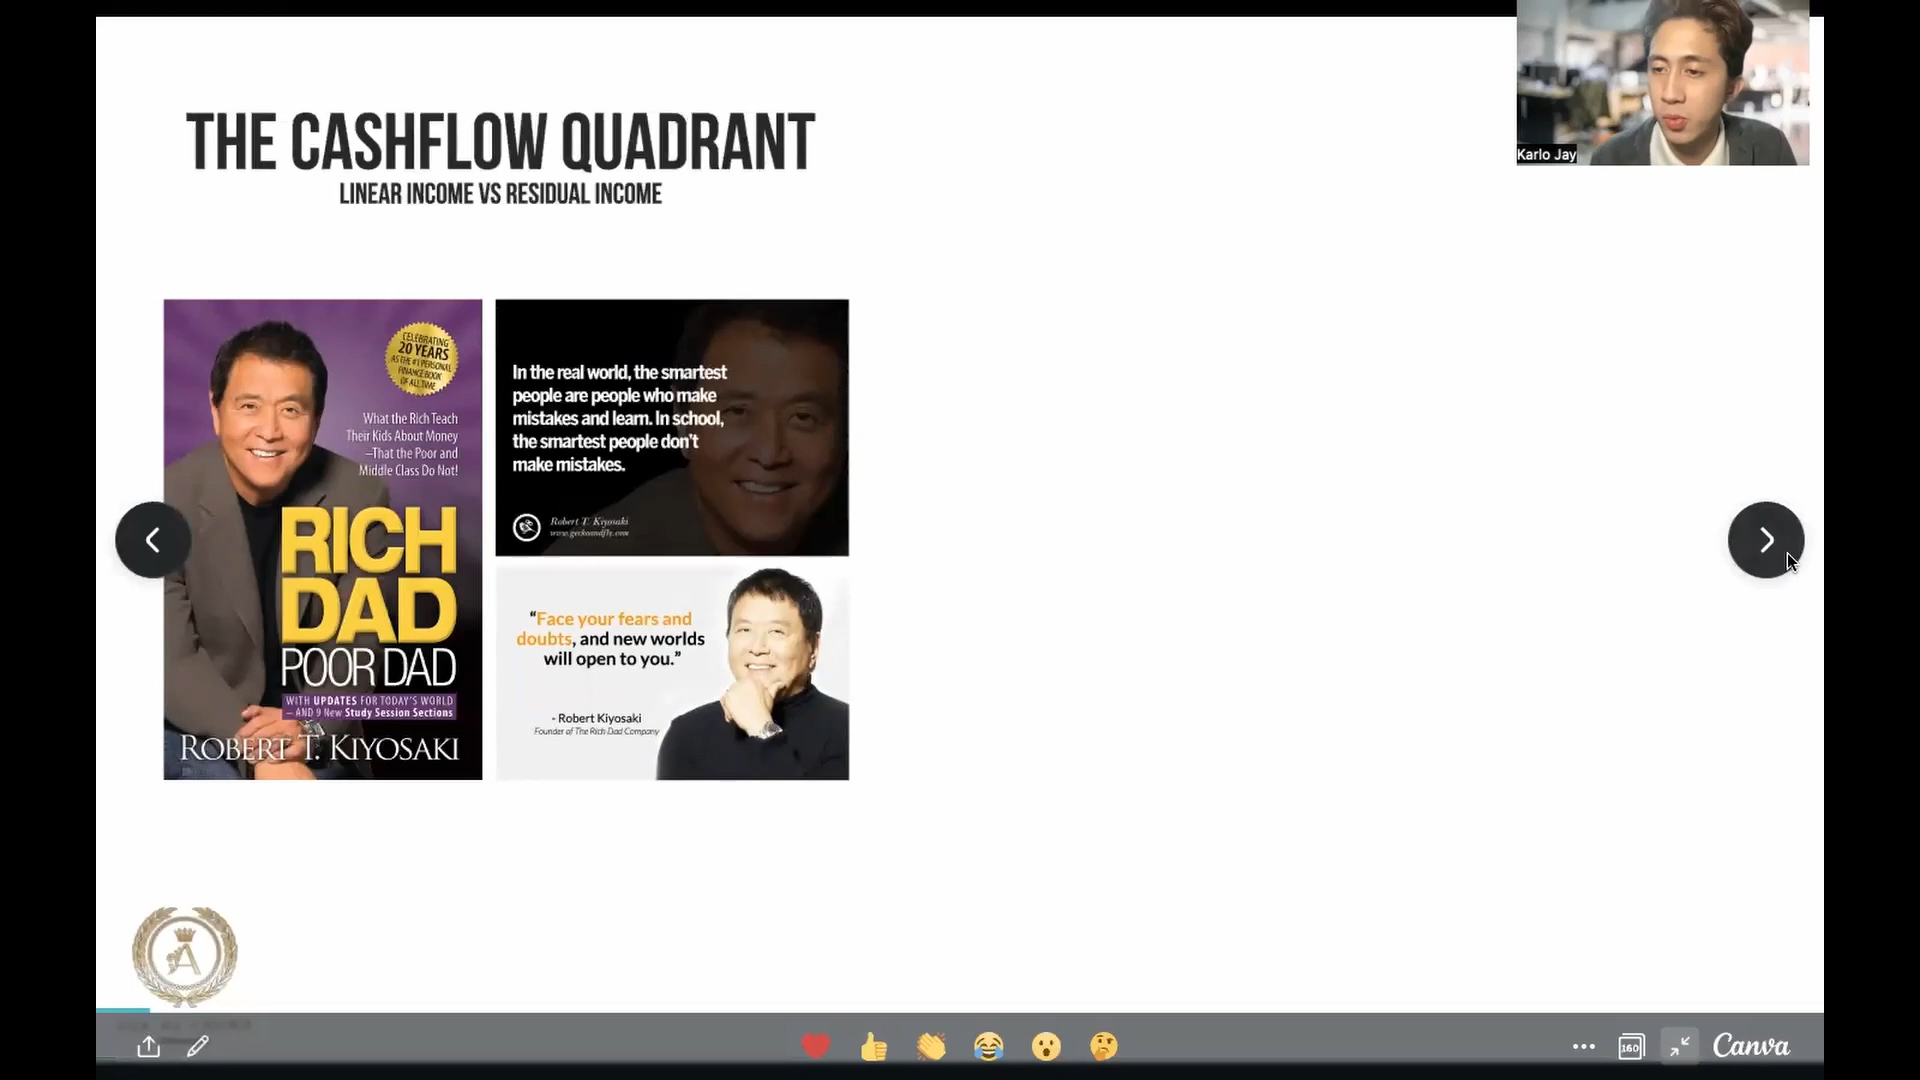 THE CASHFLOW QUADRANT
LINEAR INCOME VS RESIDUAL INCOME
Karlo Jay
CELEBRATING
20 YEARS
AS THE #1 PERSONAL
FINANCE BOOK
OF ALL TIME
What the Rich Teach
Their Kids About Money
–That the Poor and
Middle Class Do Not!
RICH
DAD
POOR DAD
WITH UPDATES FOR TODAY'S WORLD
– AND 9 New Study Session Sections
ROBERT T. KIYOSAKI
In the real world, the smartest
people are people who make
mistakes and learn. In school,
the smartest people don't
make mistakes.
Robert T. Kiyosaki
www.geckoandfly.com
“Face your fears and
doubts, and new worlds
will open to you.”
- Robert Kiyosaki
Founder of The Rich Dad Company
A
160
Canva